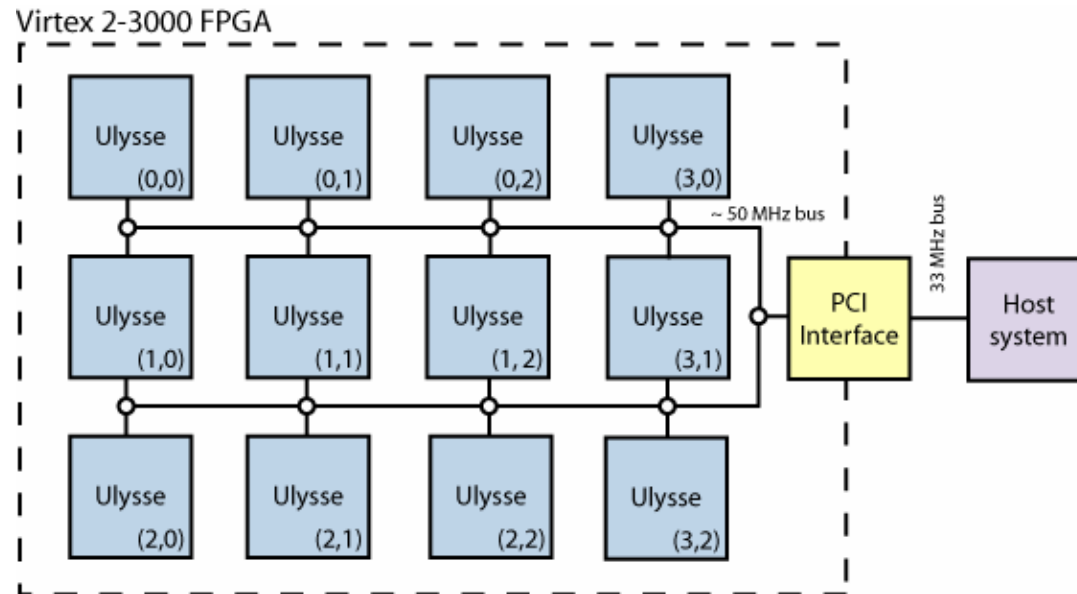 Virtex 2-3000 FPGA
Ulysse
(0,0)
Ulysse
(0,1)
Ulysse
(0,2)
Ulysse
(3,0)
~ 50 MHz bus
33 MHz bus
Ulysse
(1,0)
Ulysse
(1,1)
Ulysse
(1, 2)
Ulysse
(3,1)
PCI
Interface
Host
system
Ulysse
(2,0)
Ulysse
(2,1)
Ulysse
(2,2)
Ulysse
(3,2)